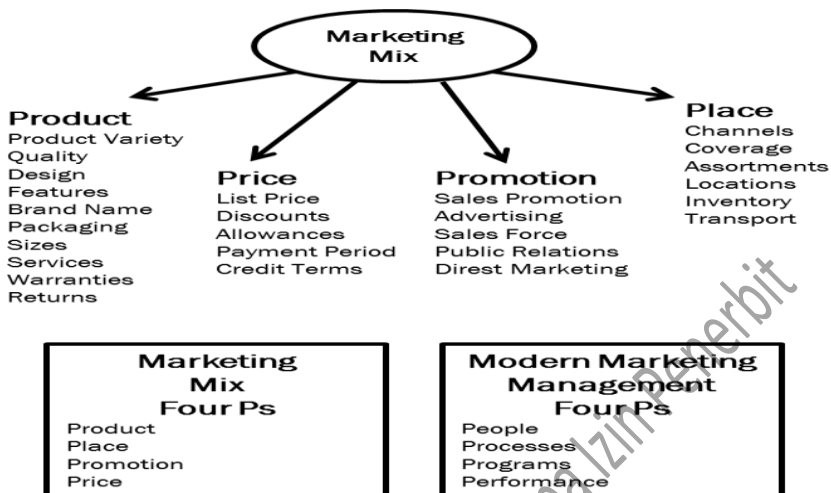 Marketing
Mix
Product
Product Variety
Quality
Design
Features
Brand Name
Packaging
Sizes
Services
Warranties
Returns
Price
List Price
Discounts
Allowances
Payment Period
Credit Terms
Promotion
Sales Promotion
Advertising
Sales Force
Public Relations
Direst Marketing
Place
Channels
Coverage
Assortments
Locations
Inventory
Transport
Marketing
Mix
Four Ps
Product
Place
Promotion
Price
Modern Marketing
Management
Four Ps
People
Processes
Programs
Performance
Izin Penerbit